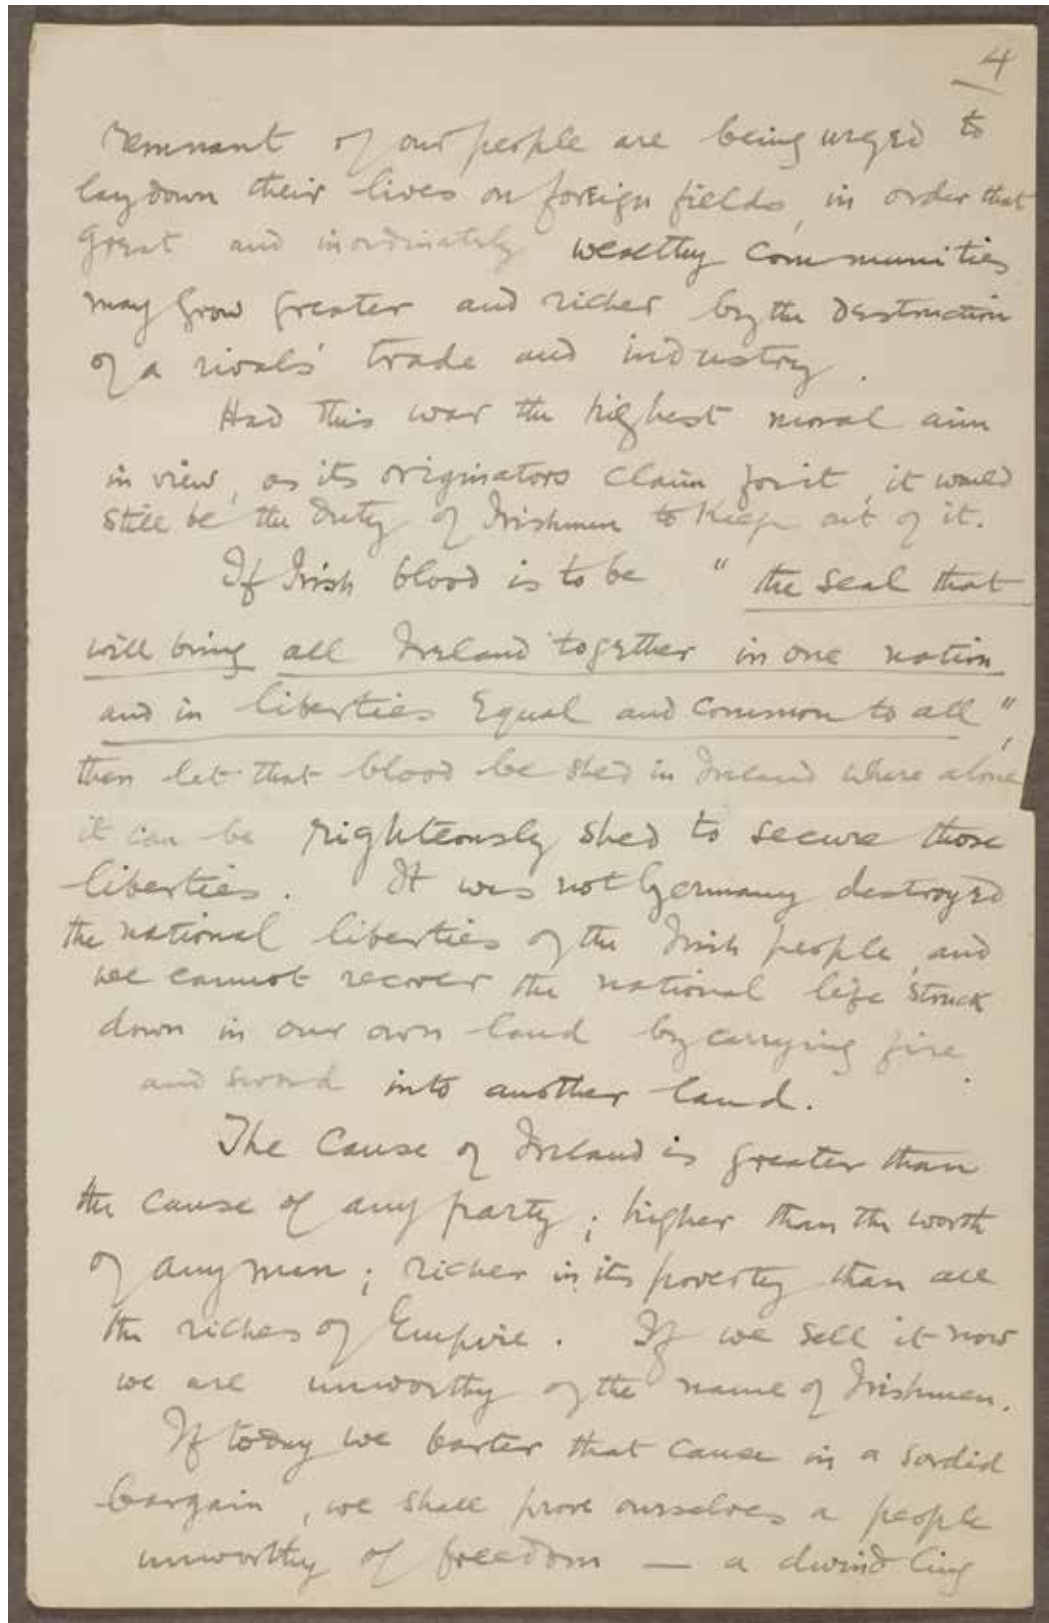 4
remnant of our people are being urged to
lay down their lives on foreign fields, in order that
great and inordinately wealthy communities
may grow greater and richer by the destruction
of a rival's trade and industry.
Had this war the highest moral aim
in view, as its originators claim for it, it would
still be the duty of Irishmen to keep out of it.
If Irish blood is to be "the seal that
will bring all Ireland together in one nation
and in liberties Equal and common to all",
then let that blood be shed in Ireland where alone
it can be righteously shed to secure those
liberties. It was not Germany destroyed
the national liberties of the Irish people, and
we cannot recover the national life struck
down in our own land by carrying fire
and sword into another land.
The Cause of Ireland is greater than
the cause of any party; higher than the worth
of any man; richer in its poverty than all
the riches of Empire. If we sell it now
we are unworthy of the name of Irishmen.
If today we barter that cause in a sordid
bargain, we shall prove ourselves a people
unworthy of freedom — a dwindling